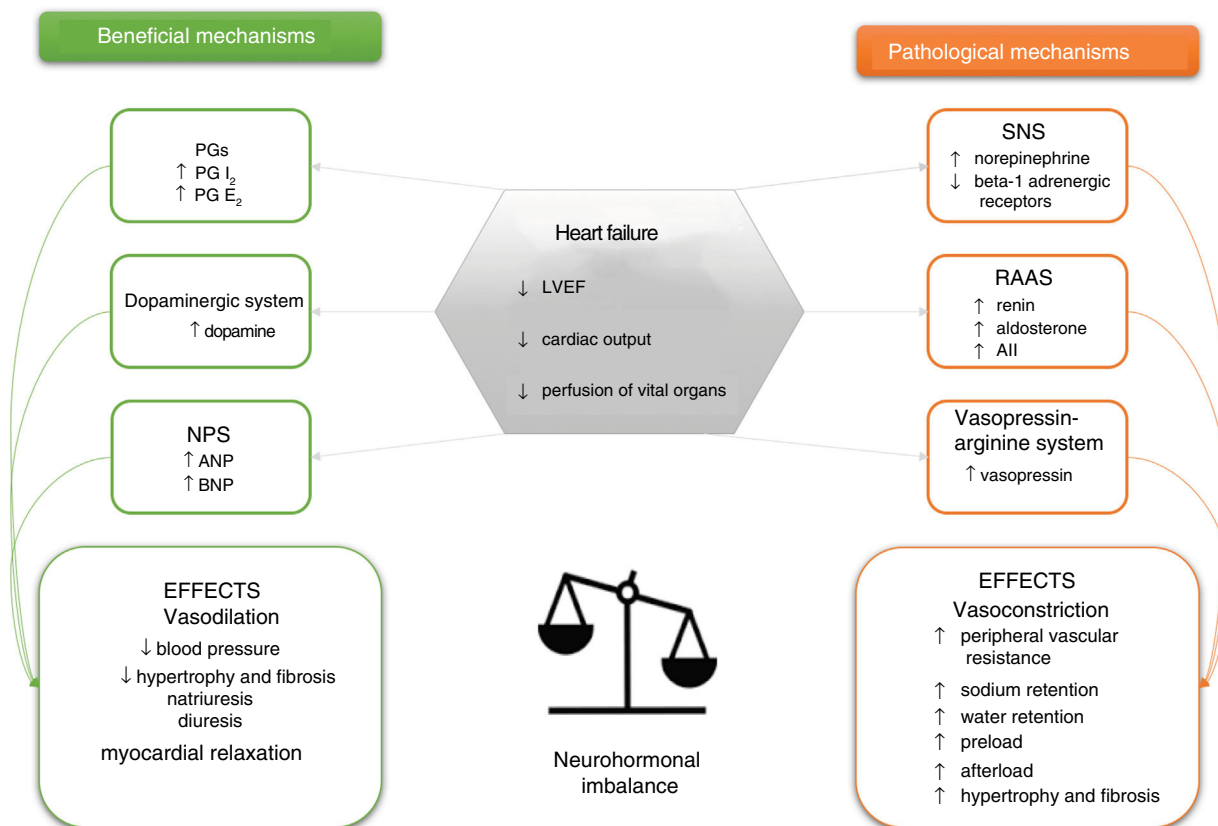 Beneficial mechanisms
Pathological mechanisms
PGs
↑ PG I₂
↑ PG E₂
Dopaminergic system
↑ dopamine
NPS
↑ ANP
↑ BNP
Heart failure
↓ LVEF
↓ cardiac output
↓ perfusion of vital organs
SNS
↑ norepinephrine
↓ beta-1 adrenergic
receptors
RAAS
↑ renin
↑ aldosterone
↑ AII
Vasopressin-
arginine system
↑ vasopressin
EFFECTS
Vasodilation
↓ blood pressure
↓ hypertrophy and fibrosis
natriuresis
diuresis
myocardial relaxation
Neurohormonal
imbalance
EFFECTS
Vasoconstriction
↑ peripheral vascular
resistance
↑ sodium retention
↑ water retention
↑ preload
↑ afterload
↑ hypertrophy and fibrosis